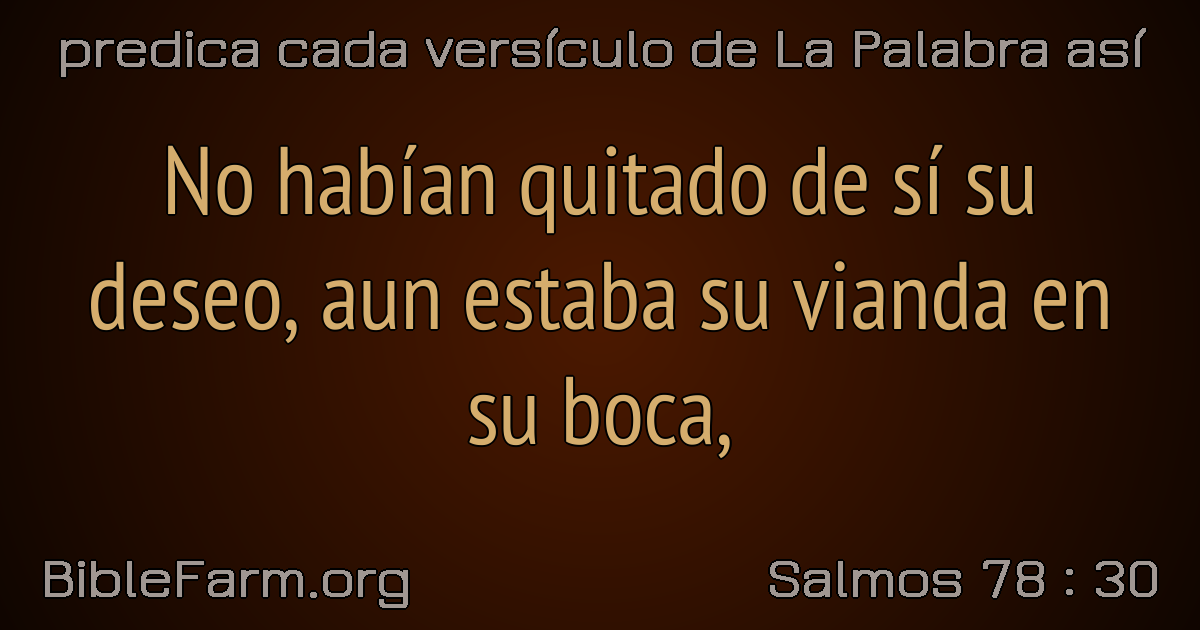 predica cada versículo de La Palabra así
No habían quitado de sí su
deseo, aun estaba su vianda en
su boca,
BibleFarm.org
Salmos 78 : 30